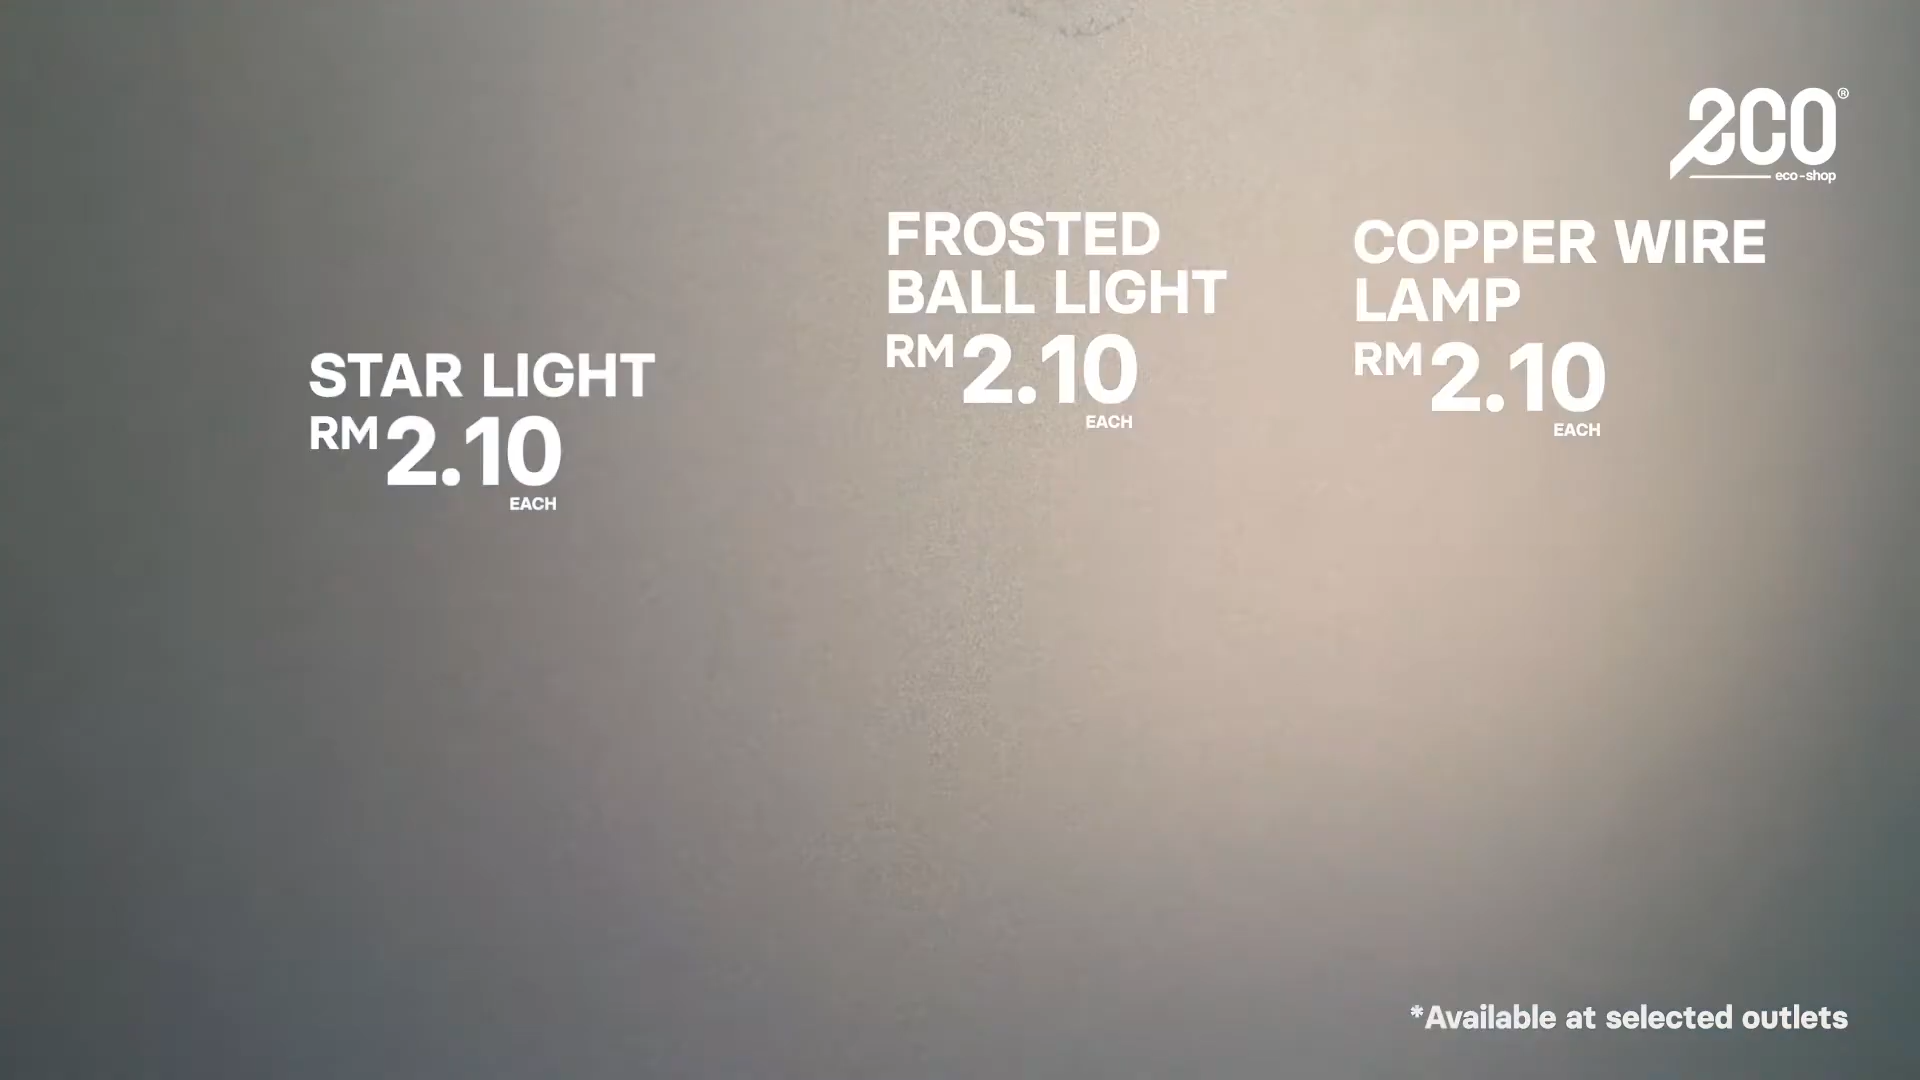 eco®
eco-shop
STAR LIGHT
RM2.10
EACH
FROSTED
BALL LIGHT
RM2.10
EACH
COPPER WIRE
LAMP
RM2.10
EACH
*Available at selected outlets